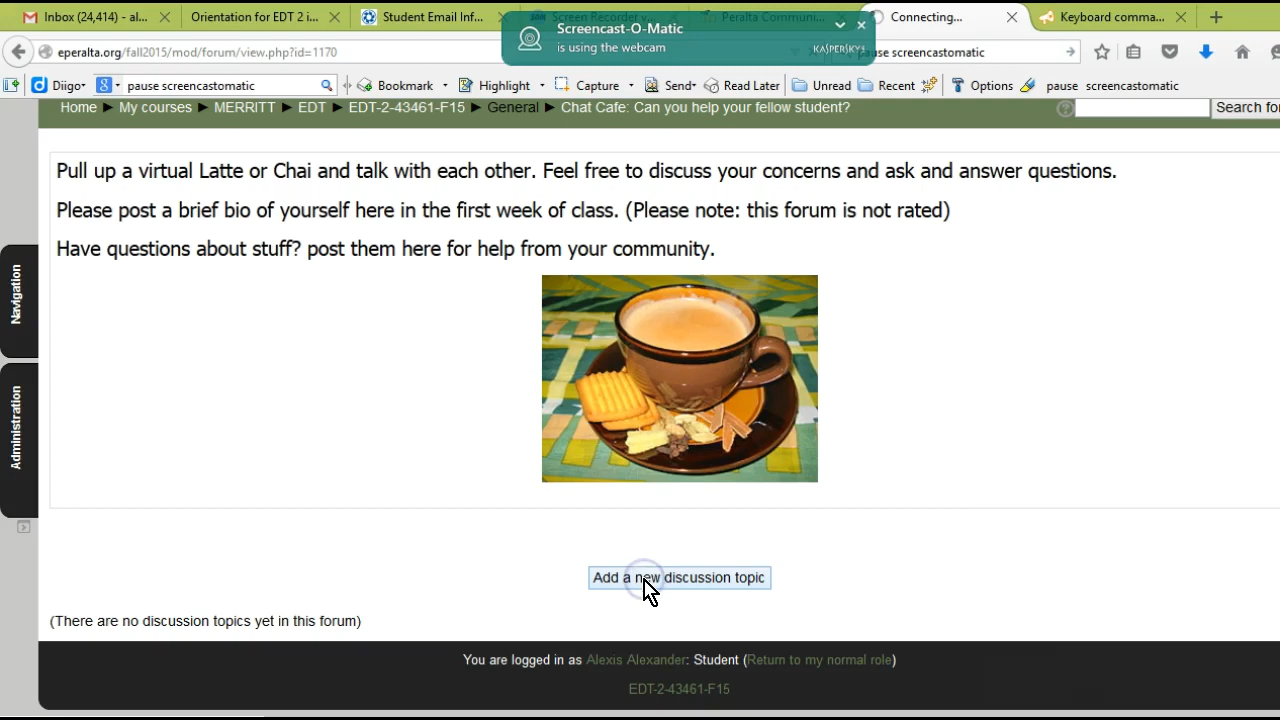 Inbox (24,414) - al...
Orientation for EDT 2 i...
Student Email Inf...
Connecting...
Keyboard comma...
Screencast-O-Matic
is using the webcam
KASPERSKY
eperalta.org/fall2015/mod/forum/view.php?id=1170
pause screencastomatic
Diigo
pause screencastomatic
Bookmark
Highlight
Capture
Send
Read Later
Unread
Recent
Options
pause screencastomatic
Home ► My courses ► MERRITT ► EDT ► EDT-2-43461-F15 ► General ► Chat Cafe: Can you help your fellow student?
Search for
Pull up a virtual Latte or Chai and talk with each other. Feel free to discuss your concerns and ask and answer questions.
Please post a brief bio of yourself here in the first week of class. (Please note: this forum is not rated)
Have questions about stuff? post them here for help from your community.
Navigation
Administration
Add a new discussion topic
(There are no discussion topics yet in this forum)
You are logged in as Alexis Alexander: Student (Return to my normal role)
EDT-2-43461-F15